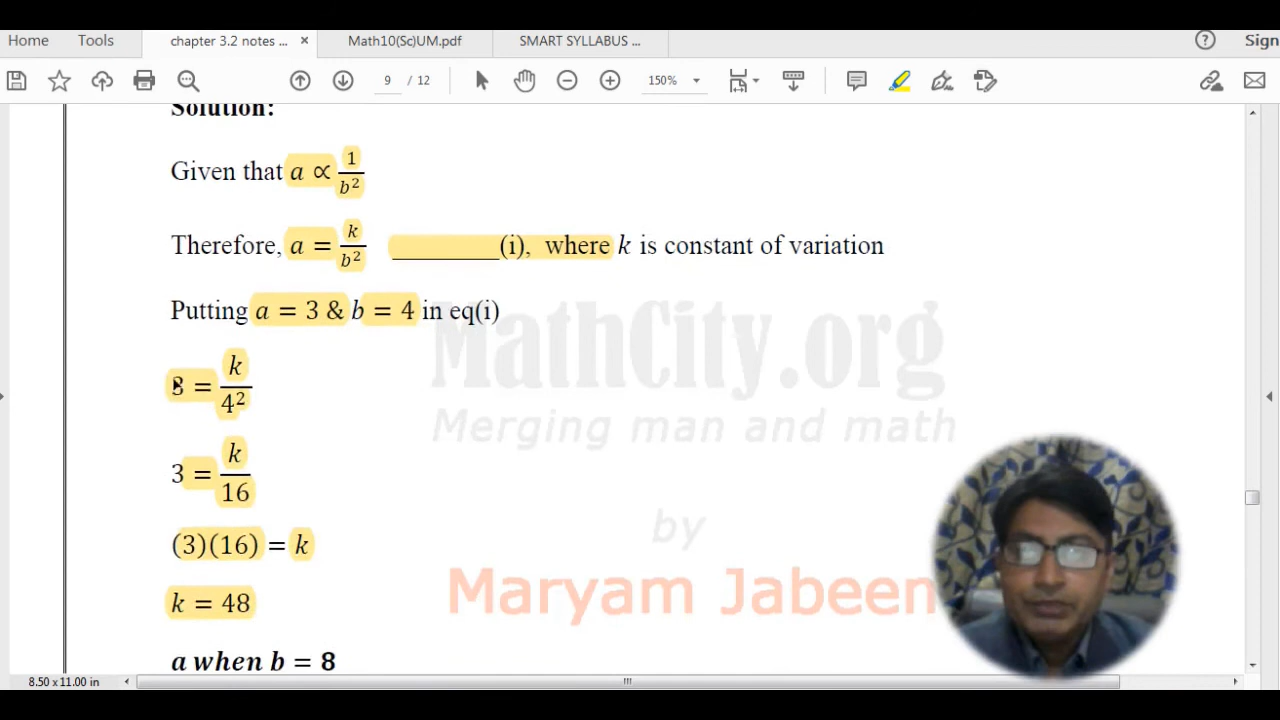 Home Tools chapter 3.2 notes ... × Math10(Sc)UM.pdf SMART SYLLABUS ... Sign
9 / 12 150%
Solution:
Given that a ∝ 1/b²
Therefore, a = k/b² ________(i), where k is constant of variation
Putting a = 3 & b = 4 in eq(i)
3 = k/4²
3 = k/16
(3)(16) = k
k = 48
a when b = 8
MathCity.org
Merging man and math
by
Maryam Jabeen
8.50 x 11.00 in